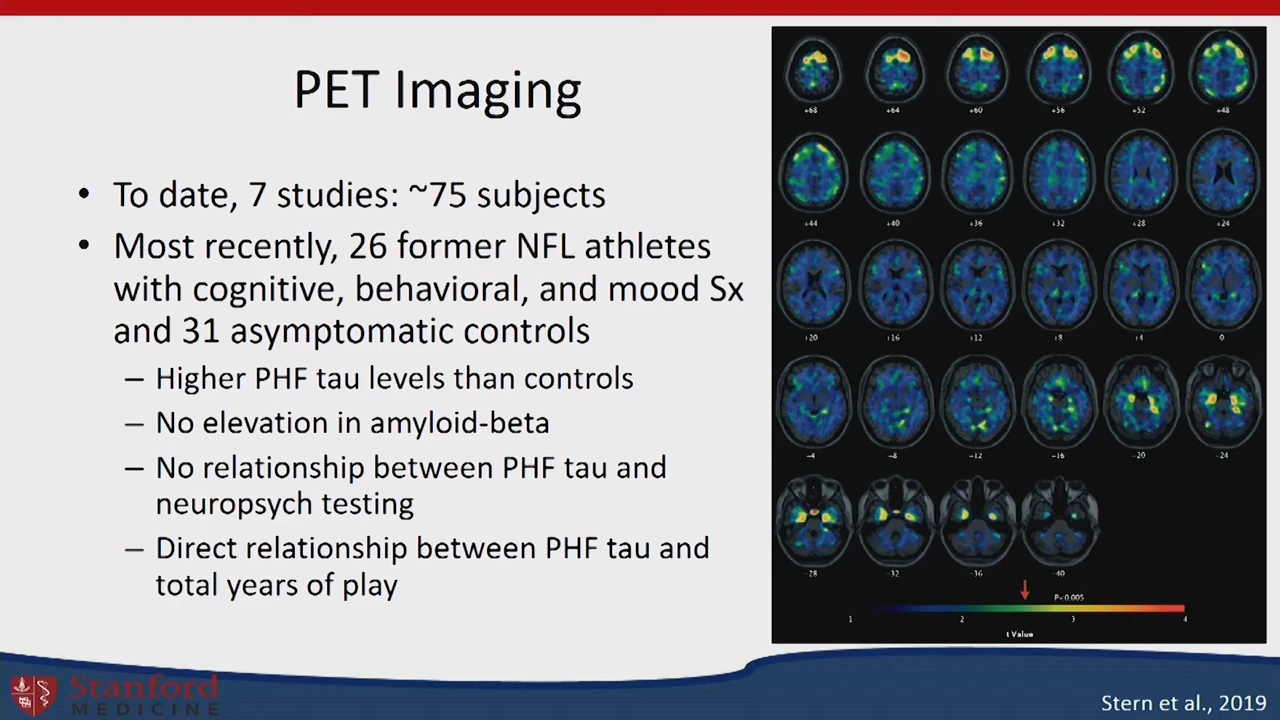 PET Imaging
• To date, 7 studies: ~75 subjects
• Most recently, 26 former NFL athletes
with cognitive, behavioral, and mood Sx
and 31 asymptomatic controls
– Higher PHF tau levels than controls
– No elevation in amyloid-beta
– No relationship between PHF tau and
neuropsych testing
– Direct relationship between PHF tau and
total years of play
+68 +64 +60 +56 +52 +48
+44 +40 +36 +32 +28 +24
+20 +16 +12 +8 +4 0
-4 -8 -12 -16 -20 -24
-28 -32 -36 -40
P< 0.005
1 2 3 4
t Value
Stanford
MEDICINE
Stern et al., 2019